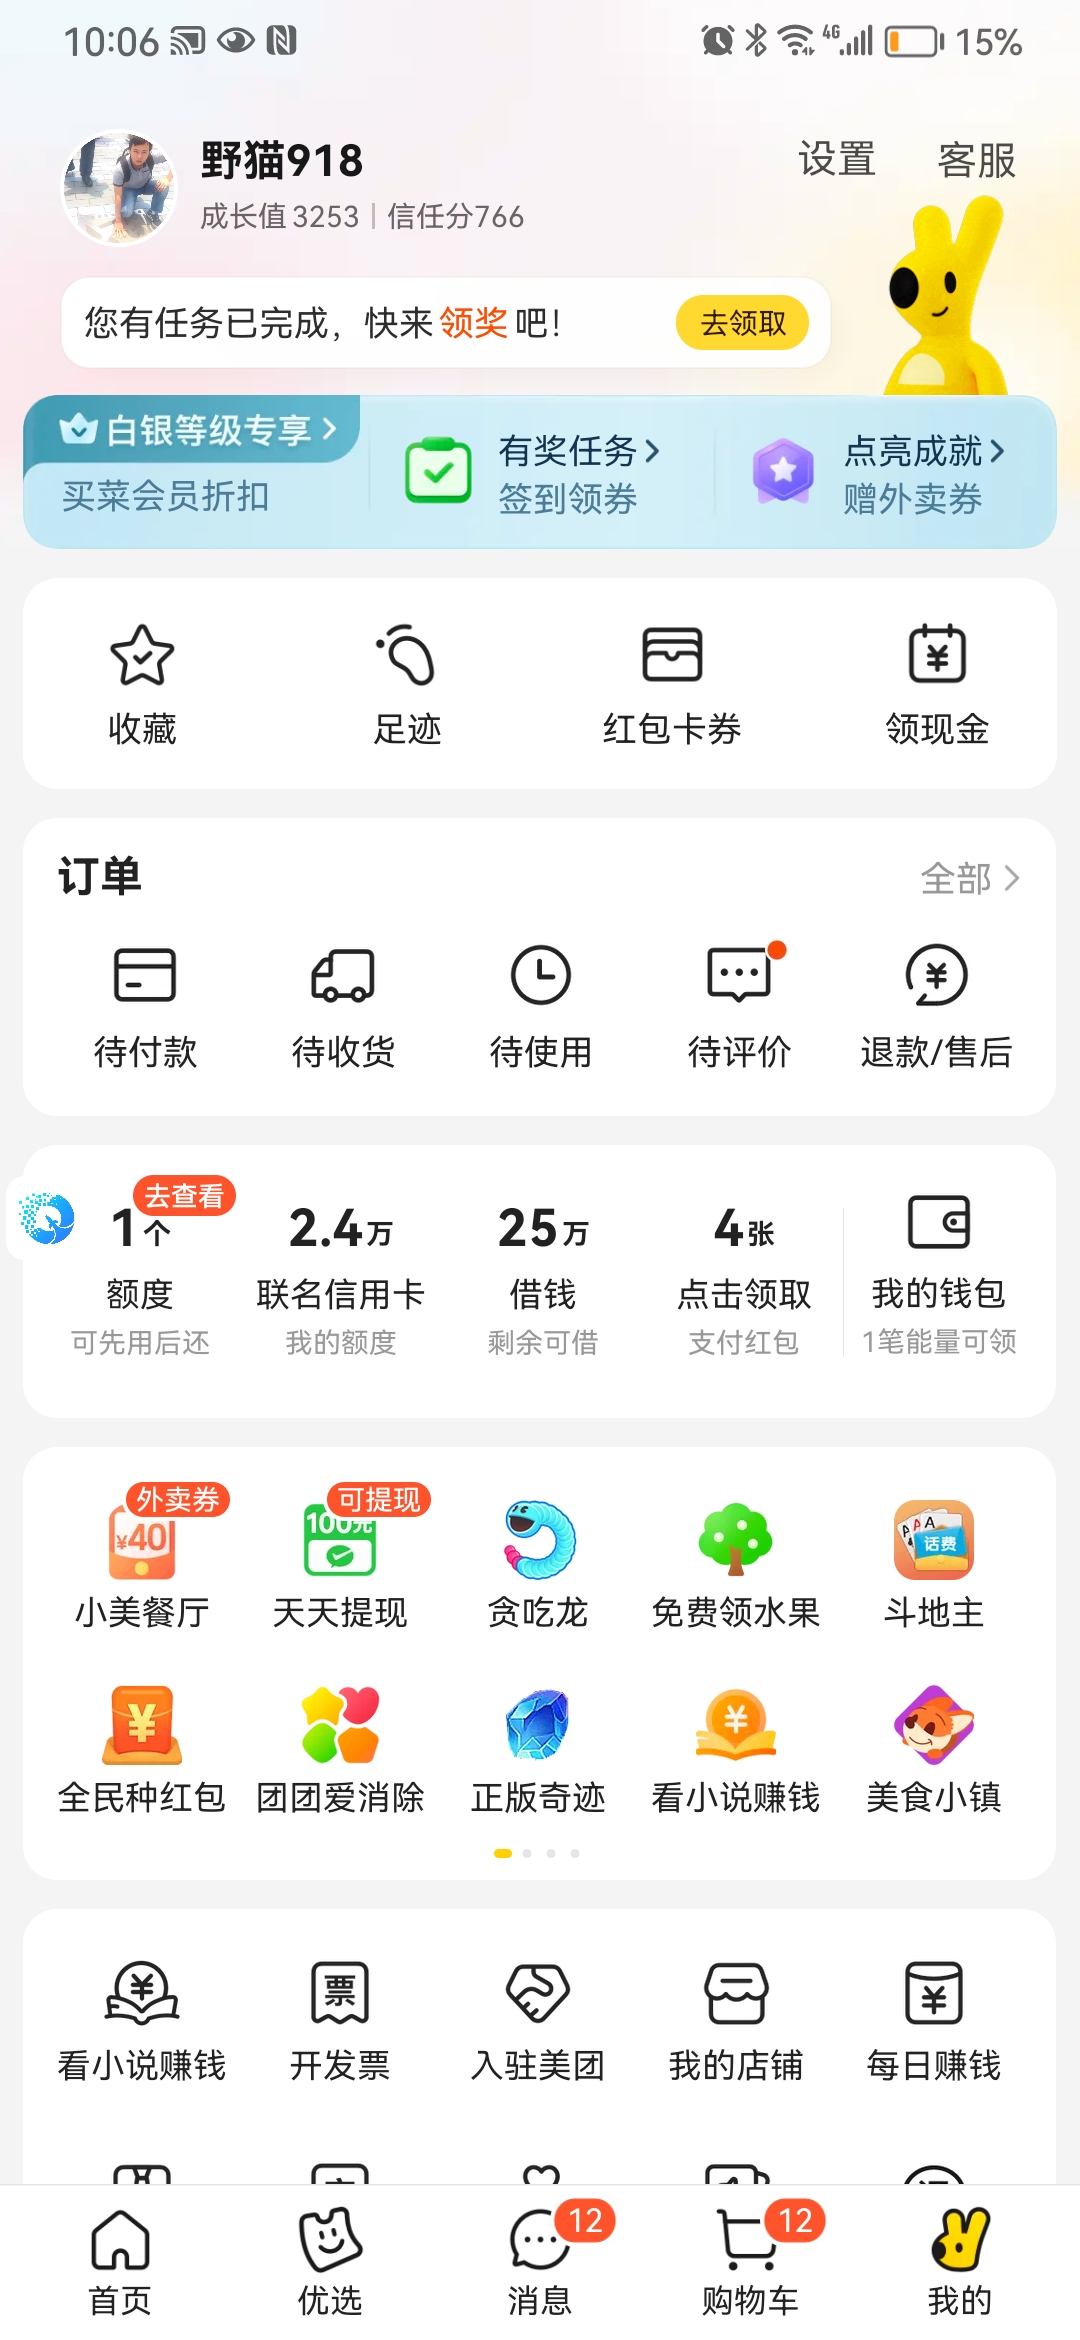 10:06
4G
15%
野猫918
设置
客服
成长值3253 | 信任分766
您有任务已完成，快来领奖吧！
去领取
白银等级专享
买菜会员折扣
有奖任务
签到领券
点亮成就
赠外卖券
收藏
足迹
红包卡券
领现金
订单
全部
待付款
待收货
待使用
待评价
退款/售后
去查看
1个
2.4万
25万
4张
额度
联名信用卡
借钱
点击领取
我的钱包
可先用后还
我的额度
剩余可借
支付红包
1笔能量可领
外卖券
可提现
¥40
100元
A A A
话费
小美餐厅
天天提现
贪吃龙
免费领水果
斗地主
全民种红包
团团爱消除
正版奇迹
看小说赚钱
美食小镇
票
看小说赚钱
开发票
入驻美团
我的店铺
每日赚钱
12
12
首页
优选
消息
购物车
我的